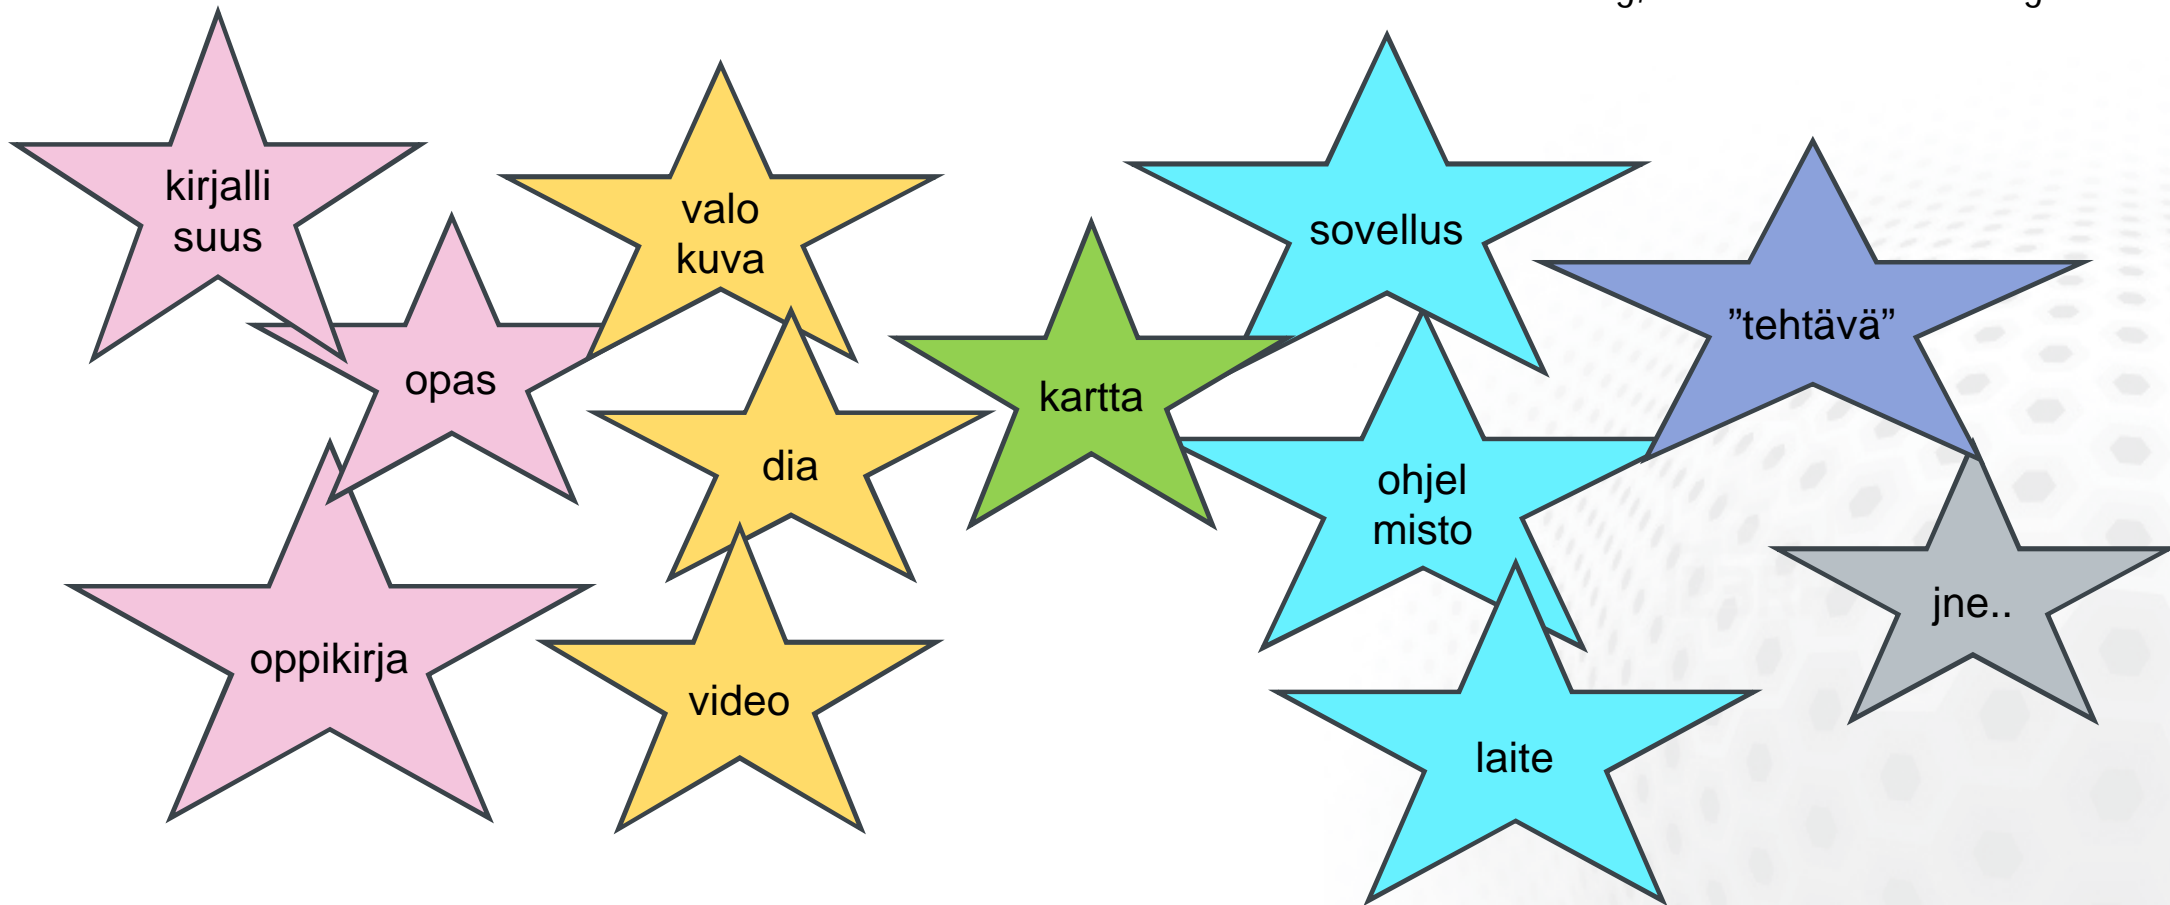 kirjalli
suus
opas
oppikirja
valo
kuva
dia
video
kartta
sovellus
ohjel
misto
laite
”tehtävä”
jne..